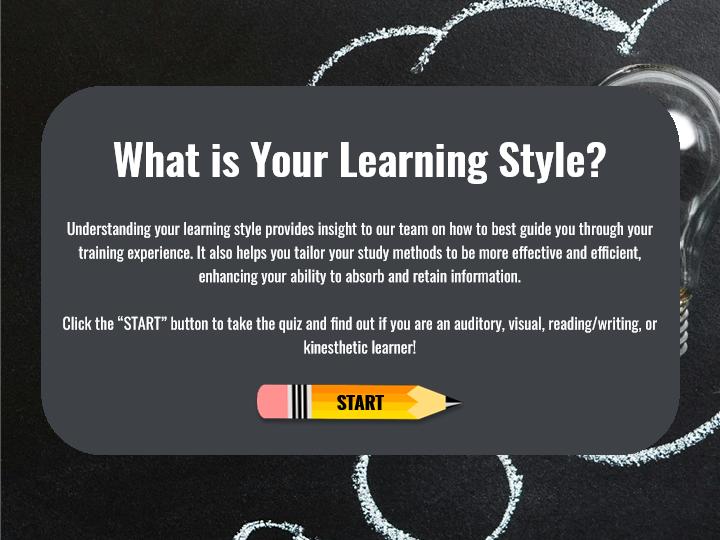 What is Your Learning Style?
Understanding your learning style provides insight to our team on how to best guide you through your
training experience. It also helps you tailor your study methods to be more effective and efficient,
enhancing your ability to absorb and retain information.
Click the “START” button to take the quiz and find out if you are an auditory, visual, reading/writing, or
kinesthetic learner!
START